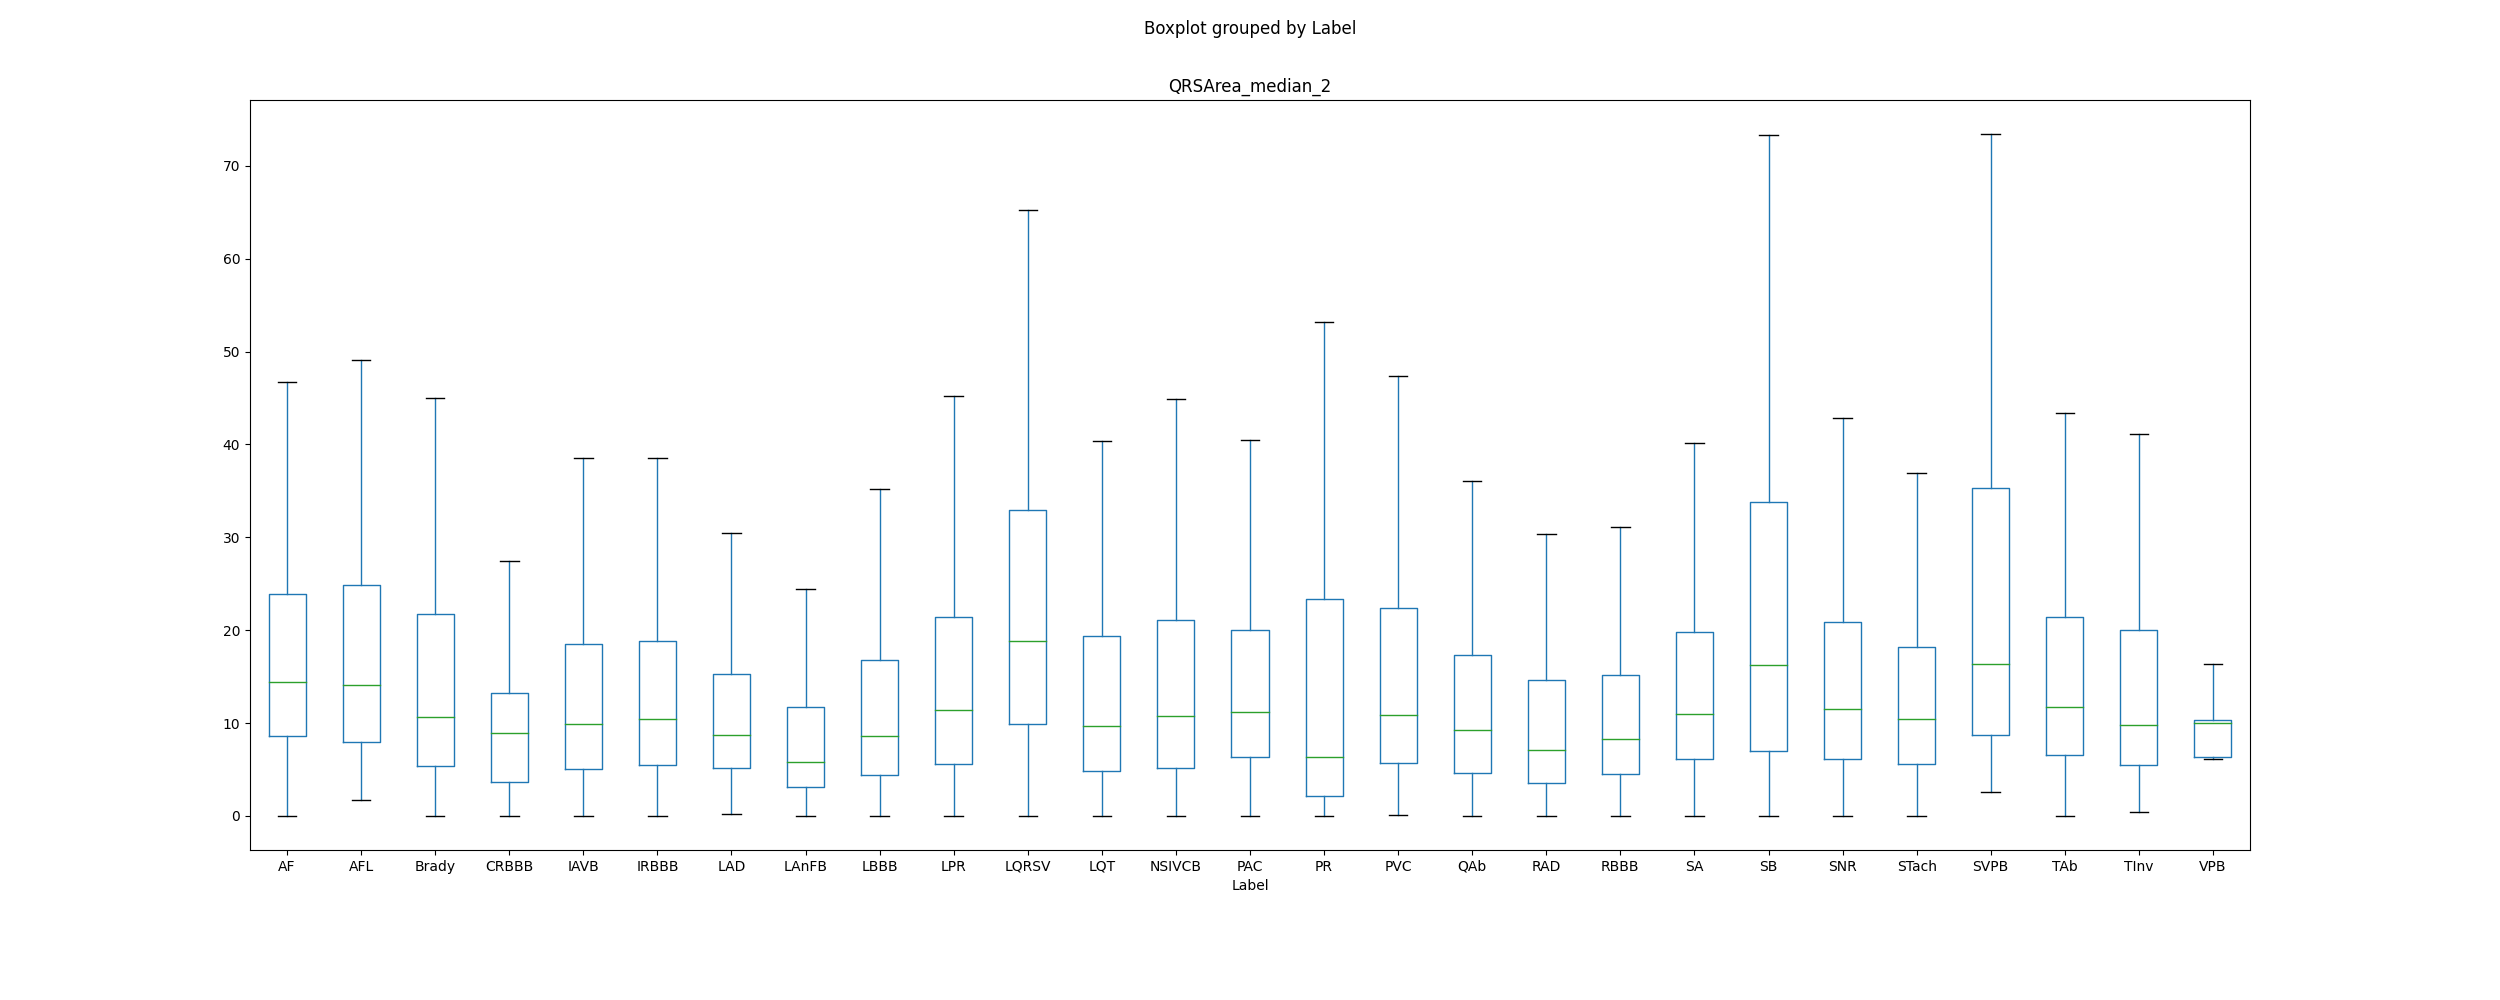 Boxplot grouped by Label
QRSArea_median_2
70
60
50
40
30
20
10
0
AF AFL Brady CRBBB IAVB IRBBB LAD LAnFB LBBB LPR LQRSV LQT NSIVCB PAC PR PVC QAb RAD RBBB SA SB SNR STach SVPB TAb TInv VPB
Label